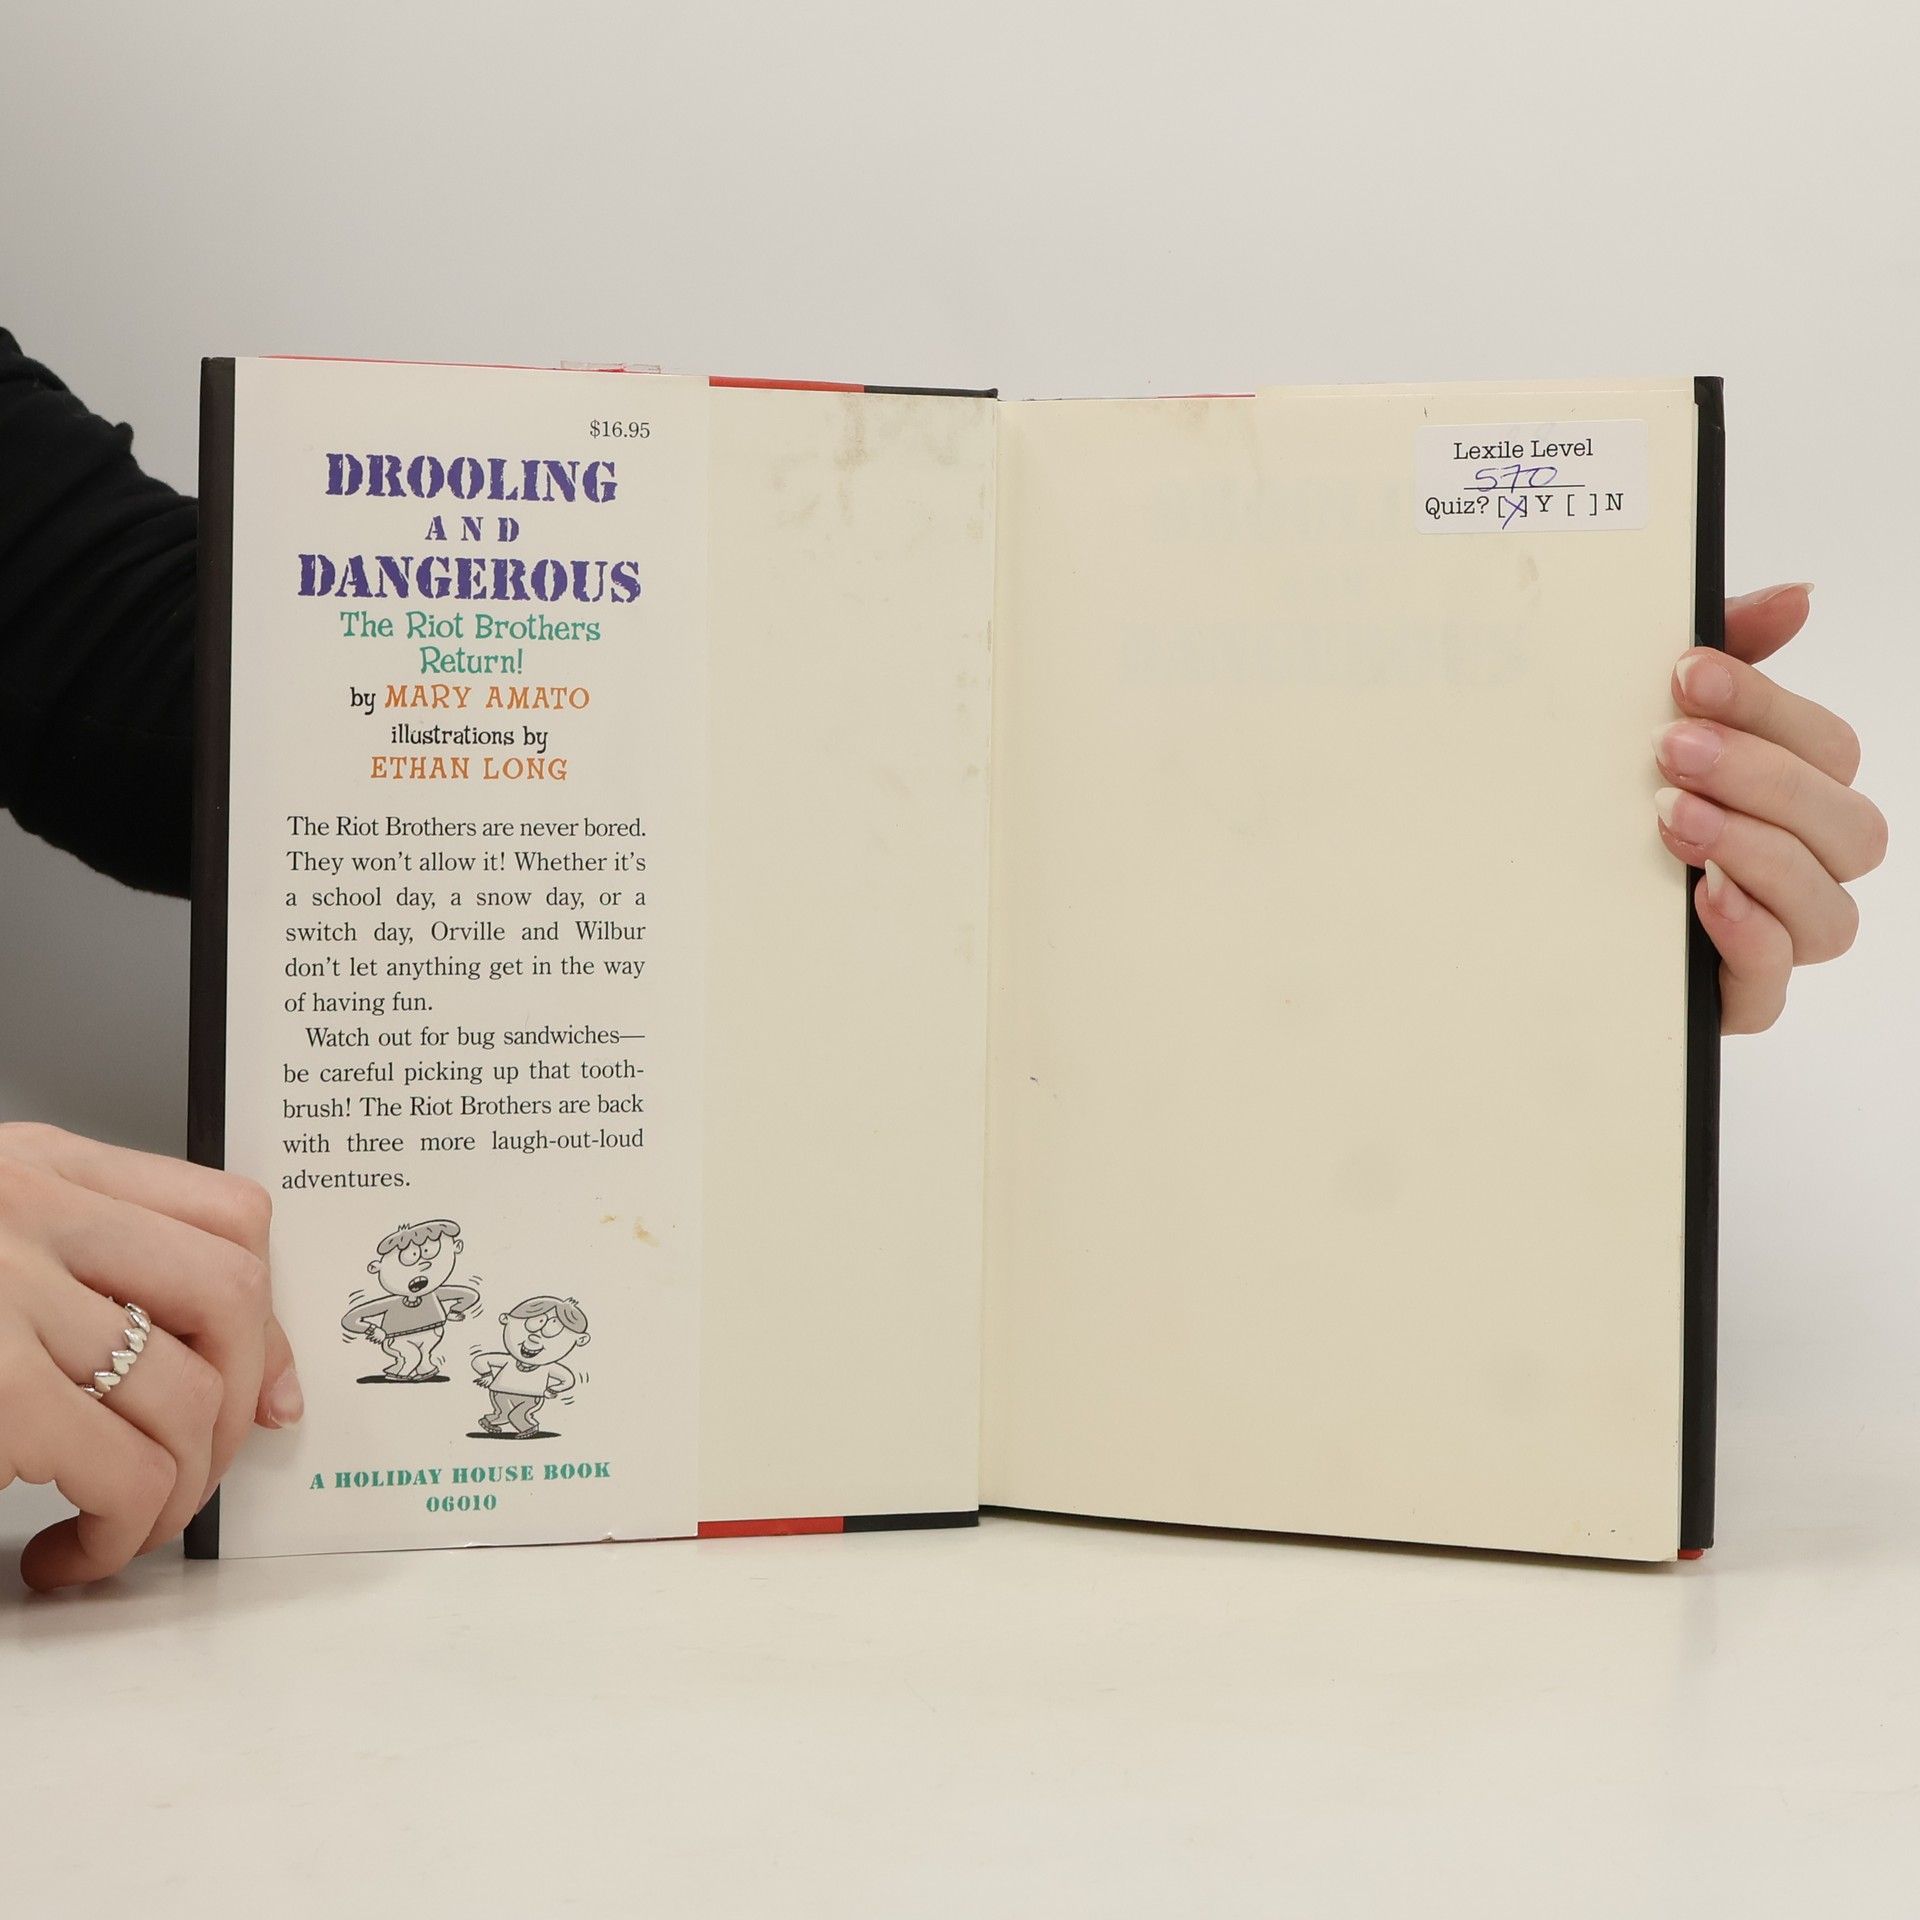 $16.95
DROOLING
AND
DANGEROUS
The Riot Brothers
Return!
by MARY AMATO
illustrations by
ETHAN LONG
The Riot Brothers are never bored.
They won't allow it! Whether it's
a school day, a snow day, or a
switch day, Orville and Wilbur
don't let anything get in the way
of having fun.
Watch out for bug sandwiches—
be careful picking up that tooth-
brush! The Riot Brothers are back
with three more laugh-out-loud
adventures.
A HOLIDAY HOUSE BOOK
06010
Lexile Level
570
Quiz? [X] Y [ ] N